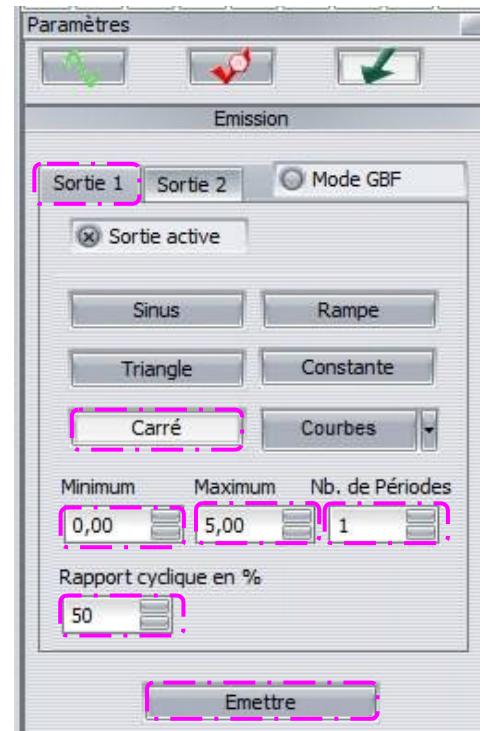 Paramètres
Emission
Sortie 1 Sortie 2 Mode GBF
Sortie active
Sinus Rampe
Triangle Constante
Carré Courbes
Minimum Maximum Nb. de Périodes
0,00 5,00 1
Rapport cyclique en %
50
Emettre